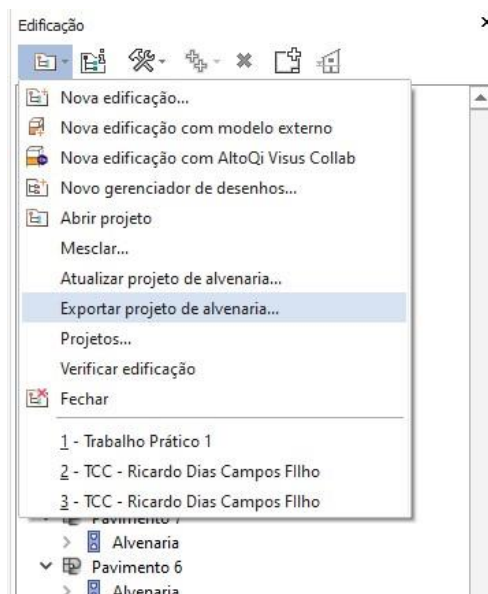 Edificação
Nova edificação...
Nova edificação com modelo externo
Nova edificação com AltoQi Visus Collab
Novo gerenciador de desenhos...
Abrir projeto
Mesclar...
Atualizar projeto de alvenaria...
Exportar projeto de alvenaria...
Projetos...
Verificar edificação
Fechar
1 - Trabalho Prático 1
2 - TCC - Ricardo Dias Campos FIlho
3 - TCC - Ricardo Dias Campos FIlho
Pavimento 7
Alvenaria
Pavimento 6
Alvenaria